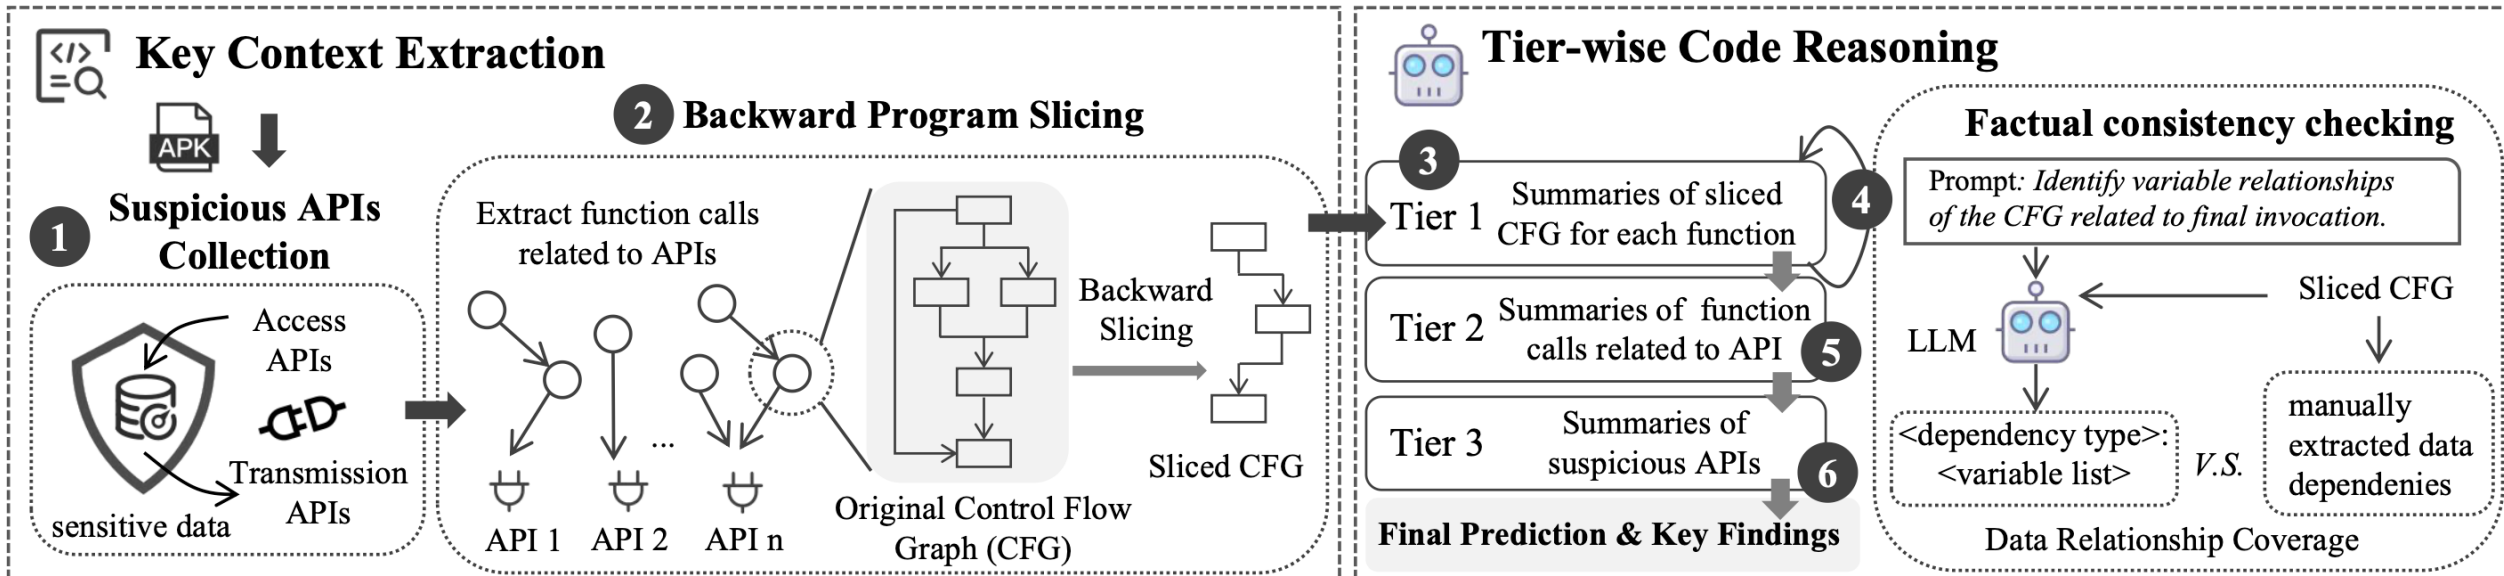 Key Context Extraction
</>
APK
1
Suspicious APIs
Collection
Access
APIs
Transmission
APIs
sensitive data
2 Backward Program Slicing
Extract function calls
related to APIs
...
API 1
API 2
API n
Original Control Flow
Graph (CFG)
Backward
Slicing
Sliced CFG
Tier-wise Code Reasoning
3
Tier 1
Summaries of sliced
CFG for each function
4
Tier 2
Summaries of function
calls related to API
5
Tier 3
Summaries of
suspicious APIs
6
Final Prediction & Key Findings
Factual consistency checking
Prompt: Identify variable relationships
of the CFG related to final invocation.
Sliced CFG
LLM
<dependency type>:
<variable list>
V.S.
manually
extracted data
dependenies
Data Relationship Coverage